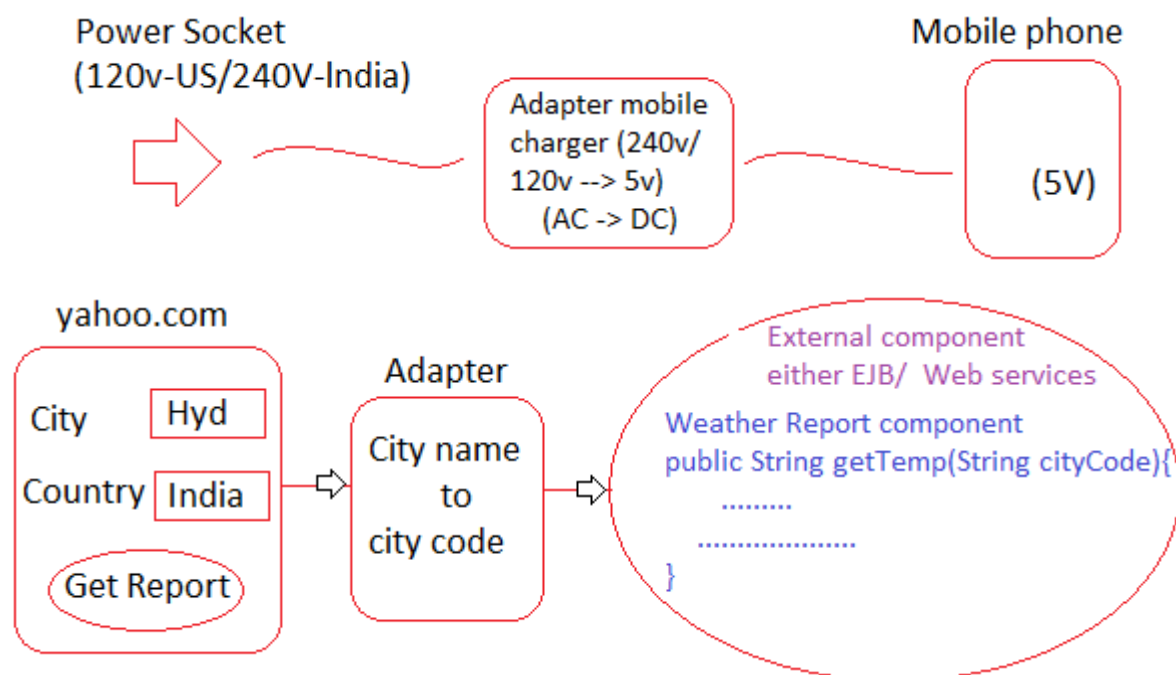 Power Socket
(120v-US/240V-India)
Adapter mobile
charger (240v/
120v --> 5v)
(AC -> DC)
Mobile phone
(5V)
yahoo.com
City
Hyd
Country
India
Get Report
Adapter
City name
to
city code
External component
either EJB/ Web services
Weather Report component
public String getTemp(String cityCode){
.........
.....................
}